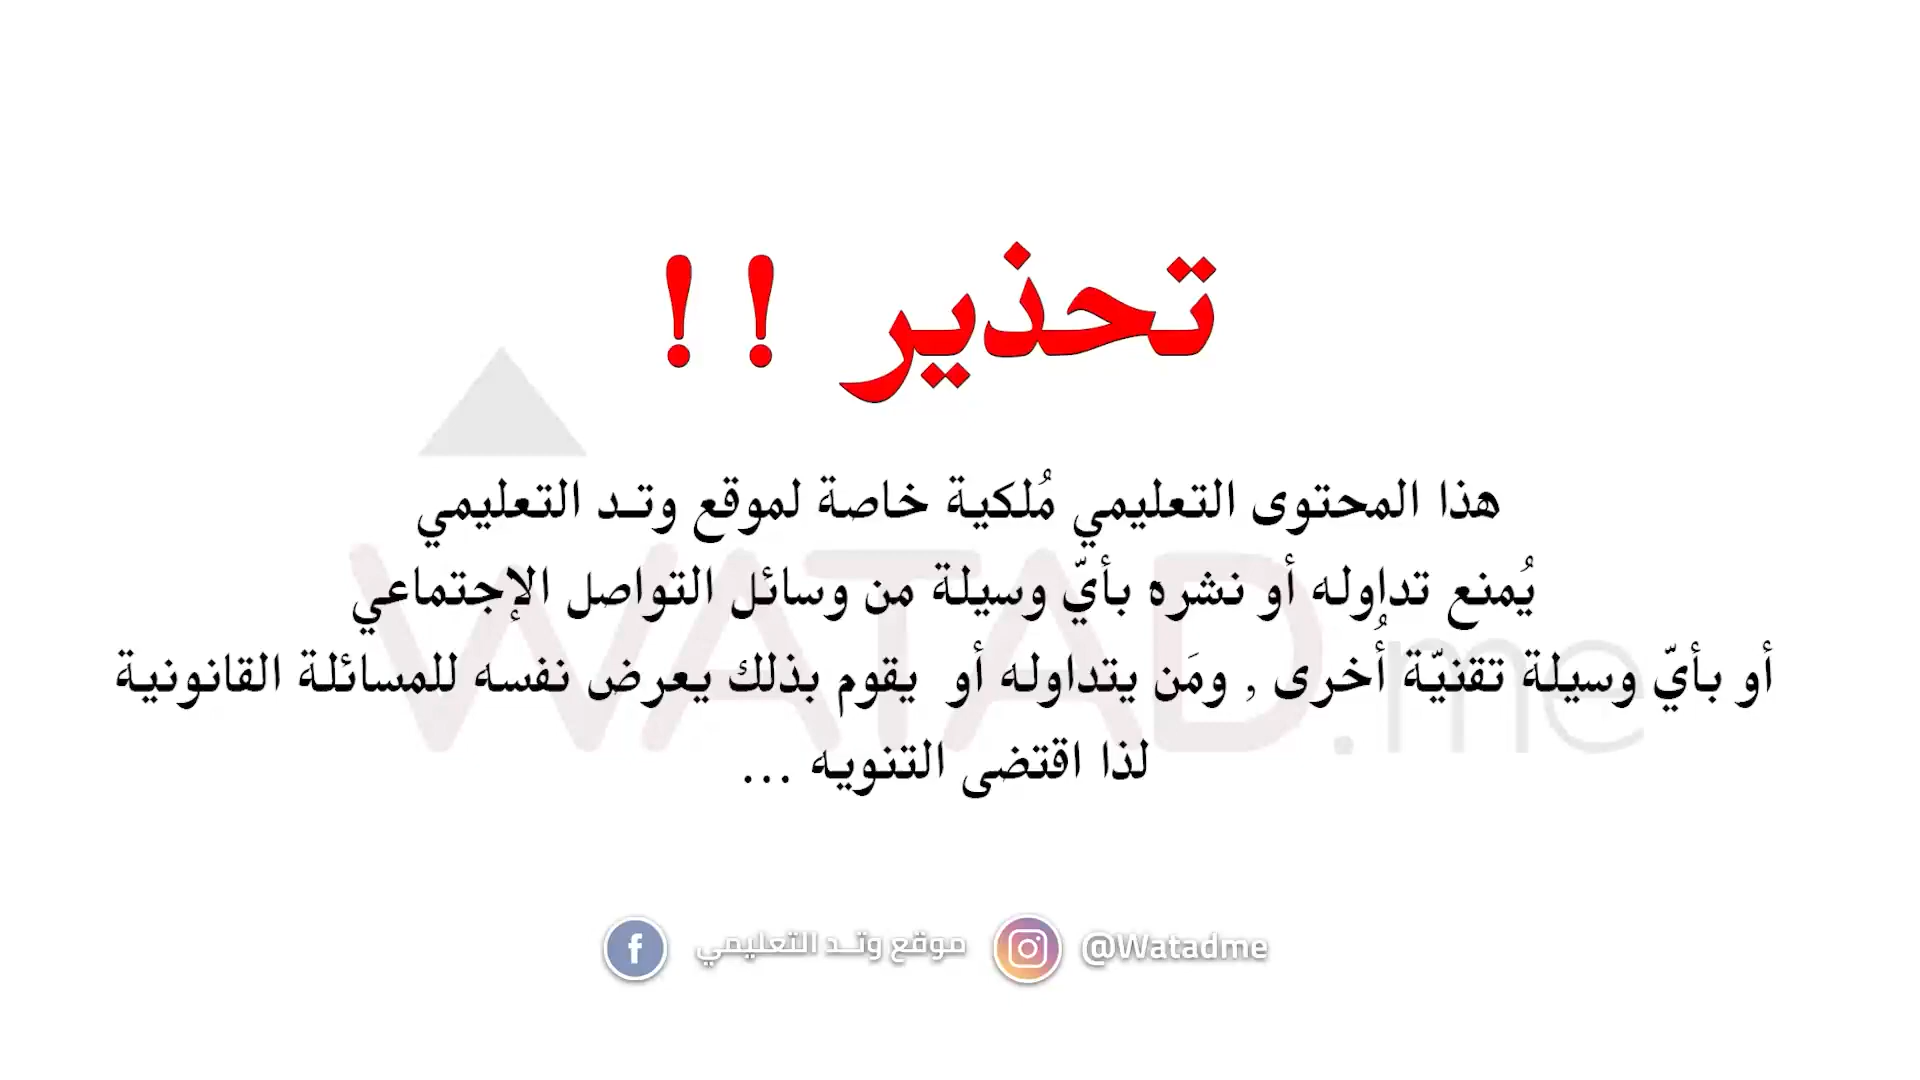 تحذير ! !
هذا المحتوى التعليمي مُلكية خاصة لموقع وتـد التعليمي
يُمنع تداوله أو نشره بأيّ وسيلة من وسائل التواصل الإجتماعي
أو بأيّ وسيلة تقنيّة أُخرى , ومَن يتداوله أو يقوم بذلك يعرض نفسه للمسائلة القانونية
لذا اقتضى التنويه ...
WATAD.me
@Watadme موقع وتـد التعليمي